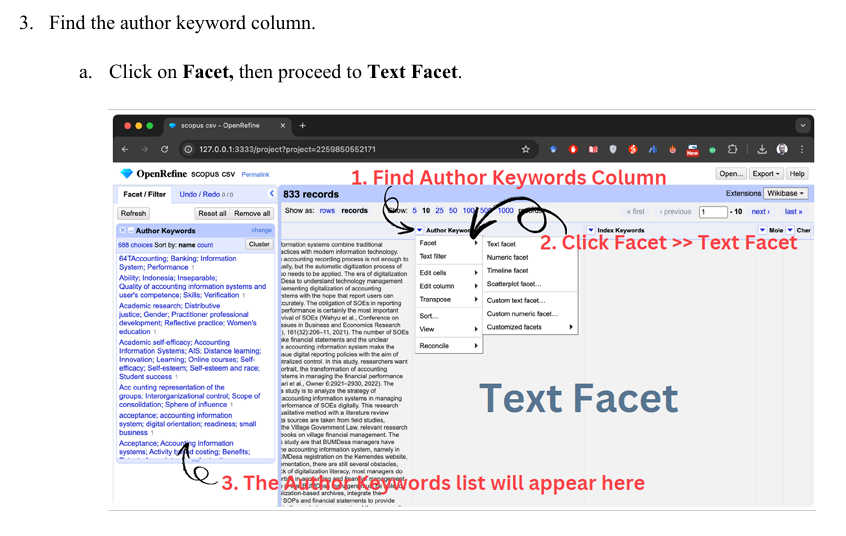 3. Find the author keyword column.
a. Click on Facet, then proceed to Text Facet.
scopus csv - OpenRefine
127.0.0.1:3333/project?project=2259850552171
New
OpenRefine scopus csv Permalink
1. Find Author Keywords Column
Open... Export Help
Facet / Filter Undo / Redo 0 / 0
833 records
Extensions Wikibase
Refresh Reset all Remove all
Show as: rows records Show: 5 10 25 50 100 500 1000 records
« first ‹ previous 1 - 10 next › last »
Author Keywords change
688 choices Sort by: name count Cluster
64TAccounting; Banking; Information
System; Performance 1
Ability; Indonesia; Inseparable;
Quality of accounting information systems and
user's competence; Skills; Verification 1
Academic research; Distributive
justice; Gender; Practitioner professional
development; Reflective practice; Women's
education 1
Academic self-efficacy; Accounting
Information Systems; AIS; Distance learning;
Innovation; Learning; Online courses; Self-
efficacy; Self-esteem; Self-esteem and race;
Student success 1
Acc ounting representation of the
groups; Interorganizational control; Scope of
consolidation; Sphere of influence 1
acceptance; accounting information
system; digital orientation; readiness; small
business 1
Acceptance; Accounting information
systems; Activity based costing; Benefits;
formation systems combine traditional
actices with modern information technology.
accounting recording process is not enough to
ally, but the automatic digitization process of
so needs to be applied. The era of digitalization
Desa to understand technology management
lementing digitalization of accounting
stems with the hope that report users can
curately. The obligation of SOEs in reporting
performance is certainly the most important
vival of SOEs (Wahyu et al., Conference on
ssues in Business and Economics Research
), 161(32):206–11, 2021). The number of SOEs
ke financial statements and the unclear
e accounting information system make the
sue digital reporting policies with the aim of
tralized control. In this study, researchers want
ortrait, the transformation of accounting
stems in managing the financial performance
ari et al., Owner 6:2921–2930, 2022). The
s study is to analyze the strategy of
accounting information systems in managing
erformance of SOEs digitally. This research
ualitative method with a literature review
ta sources are taken from field studies,
the Village Government Law, relevant research
books on village financial management. The
study are that BUMDesa managers have
he accounting information system, namely in
JMDesa registration on the Kemendes website,
mentation, there are still several obstacles,
ck of digitalization literacy, most managers do
lization-based archives, integrate the
SOPs and financial statements to provide
Author Keywor
Facet
Text filter
Edit cells
Edit column
Transpose
Sort...
View
Reconcile
Text facet
Numeric facet
Timeline facet
Scatterplot facet...
Custom text facet...
Custom numeric facet...
Customized facets
Index Keywords Mole Cher
2. Click Facet >> Text Facet
Text Facet
3. The Author Keywords list will appear here